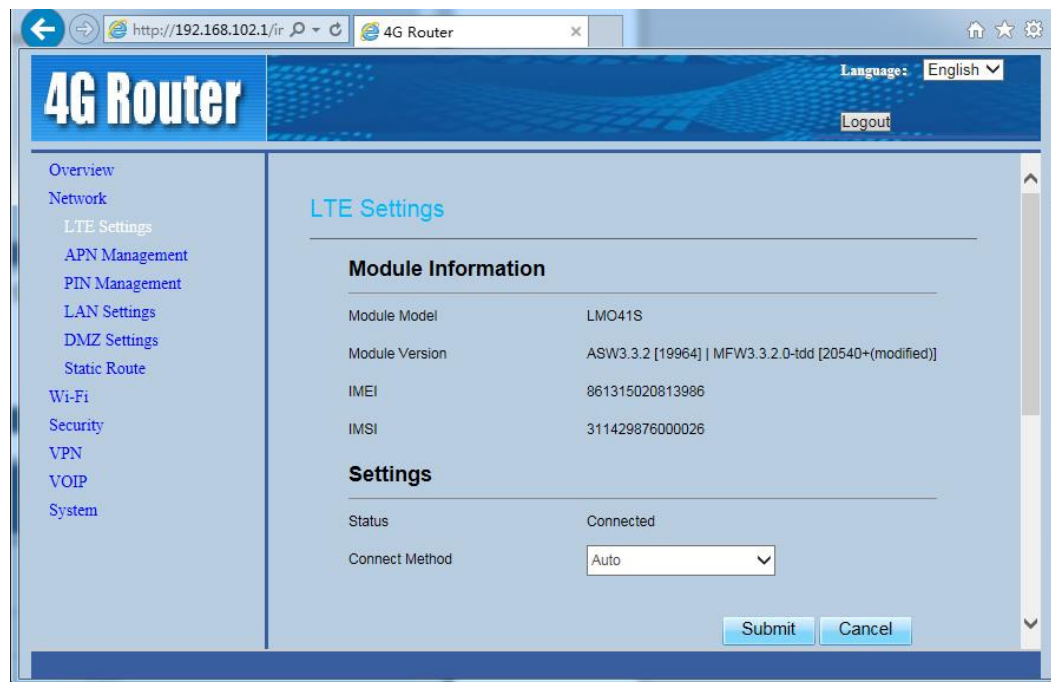 http://192.168.102.1/ir
4G Router
4G Router
Language: English
Logout
Overview
Network
LTE Settings
APN Management
PIN Management
LAN Settings
DMZ Settings
Static Route
Wi-Fi
Security
VPN
VOIP
System
LTE Settings
Module Information
Module Model LMO41S
Module Version ASW3.3.2 [19964] | MFW3.3.2.0-tdd [20540+(modified)]
IMEI 861315020813986
IMSI 311429876000026
Settings
Status Connected
Connect Method Auto
Submit Cancel